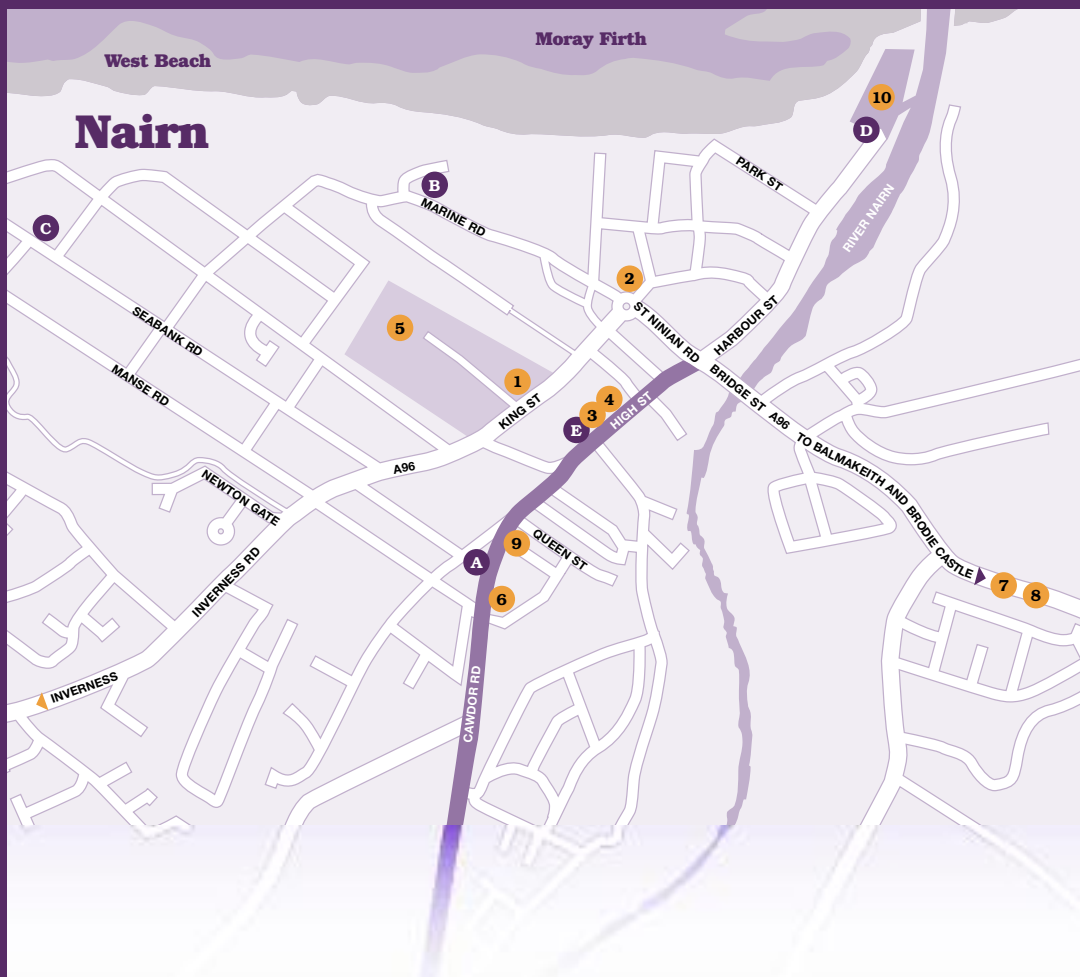 Moray Firth
West Beach
10
Nairn
D
PARK ST
B
MARINE RD
RIVER NAIRN
C
2
ST NINIAN RD
HARBOUR ST
SEABANK RD
5
MANSE RD
1
KING ST
4
3
HIGH ST
E
BRIDGE ST A96 TO BALMAKEITH AND BRODIE CASTLE
A96
NEWTON GATE
9
QUEEN ST
A
INVERNESS RD
7
8
6
INVERNESS
CAWDOR RD